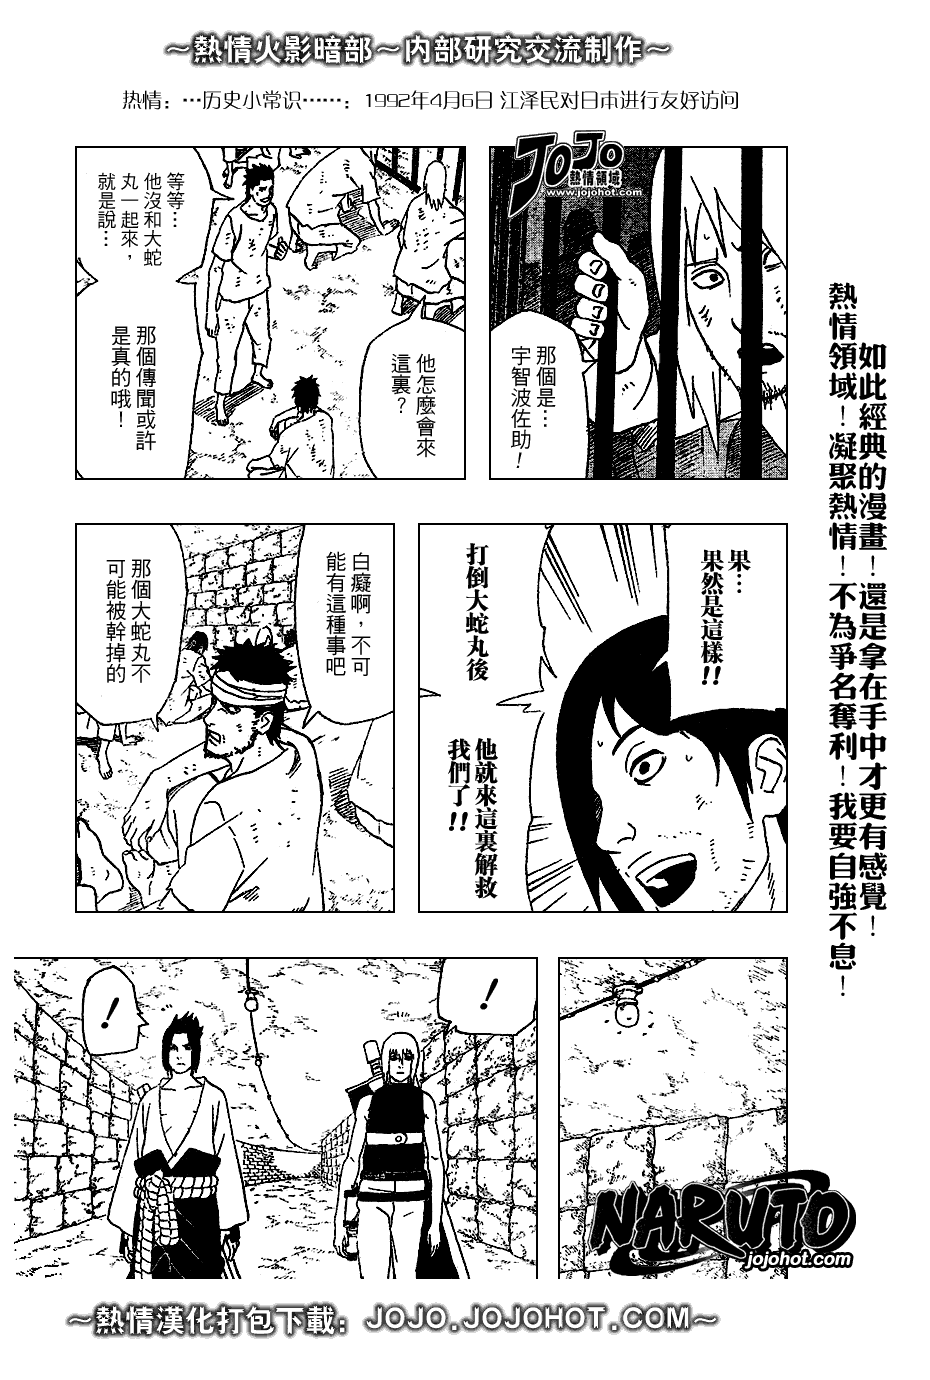 ～熱情火影暗部～内部研究交流制作～
热情：…历史小常识……：1992年4月6日 江泽民对日本进行友好访问
JOJO
熱情領域
www.jojohot.com
那個是…
宇智波佐助！
等等…
他沒和大蛇
丸一起來，
就是說…
他怎麼會來
這裏？
那個傳聞或許
是真的哦！
果…
果然是這樣!!
打倒大蛇丸後
他就來這裏解救
我們了!!
白癡啊，不可
能有這種事吧
那個大蛇丸不
可能被幹掉的
！
！
如此經典的漫畫！還是拿在手中才更有感覺！
熱情領域！凝聚熱情！不為爭名奪利！我要自強不息！
NARUTO
jojohot.com
～熱情漢化打包下載：JOJO.JOJOHOT.COM～